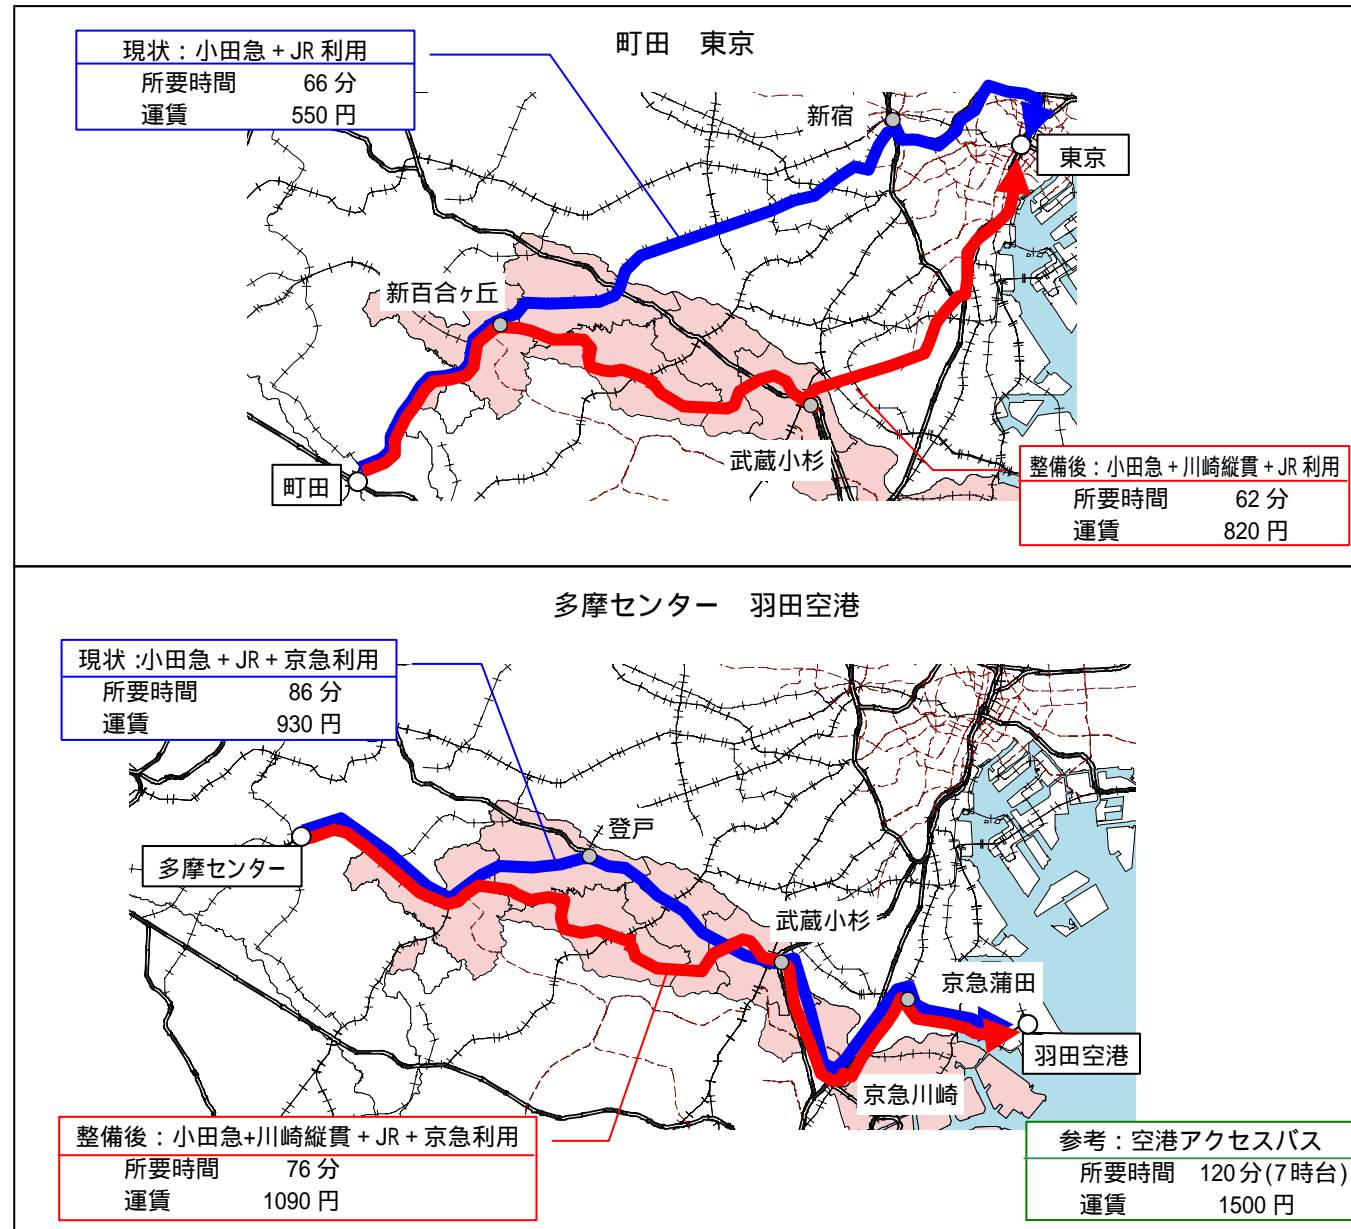 町田　東京
現状：小田急＋JR 利用
所要時間　66 分
運賃　550 円
新宿
東京
新百合ヶ丘
武蔵小杉
町田
整備後：小田急＋川崎縦貫＋JR 利用
所要時間　62 分
運賃　820 円
多摩センター　羽田空港
現状：小田急＋JR＋京急利用
所要時間　86 分
運賃　930 円
登戸
多摩センター
武蔵小杉
京急蒲田
羽田空港
京急川崎
整備後：小田急+川崎縦貫＋JR＋京急利用
所要時間　76 分
運賃　1090 円
参考：空港アクセスバス
所要時間　120 分(7 時台)
運賃　1500 円